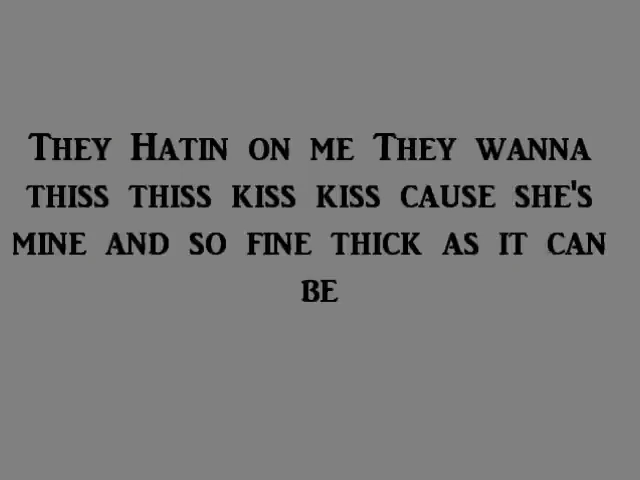 They Hatin on me They wanna
thiss thiss kiss kiss cause she's
mine and so fine thick as it can
be